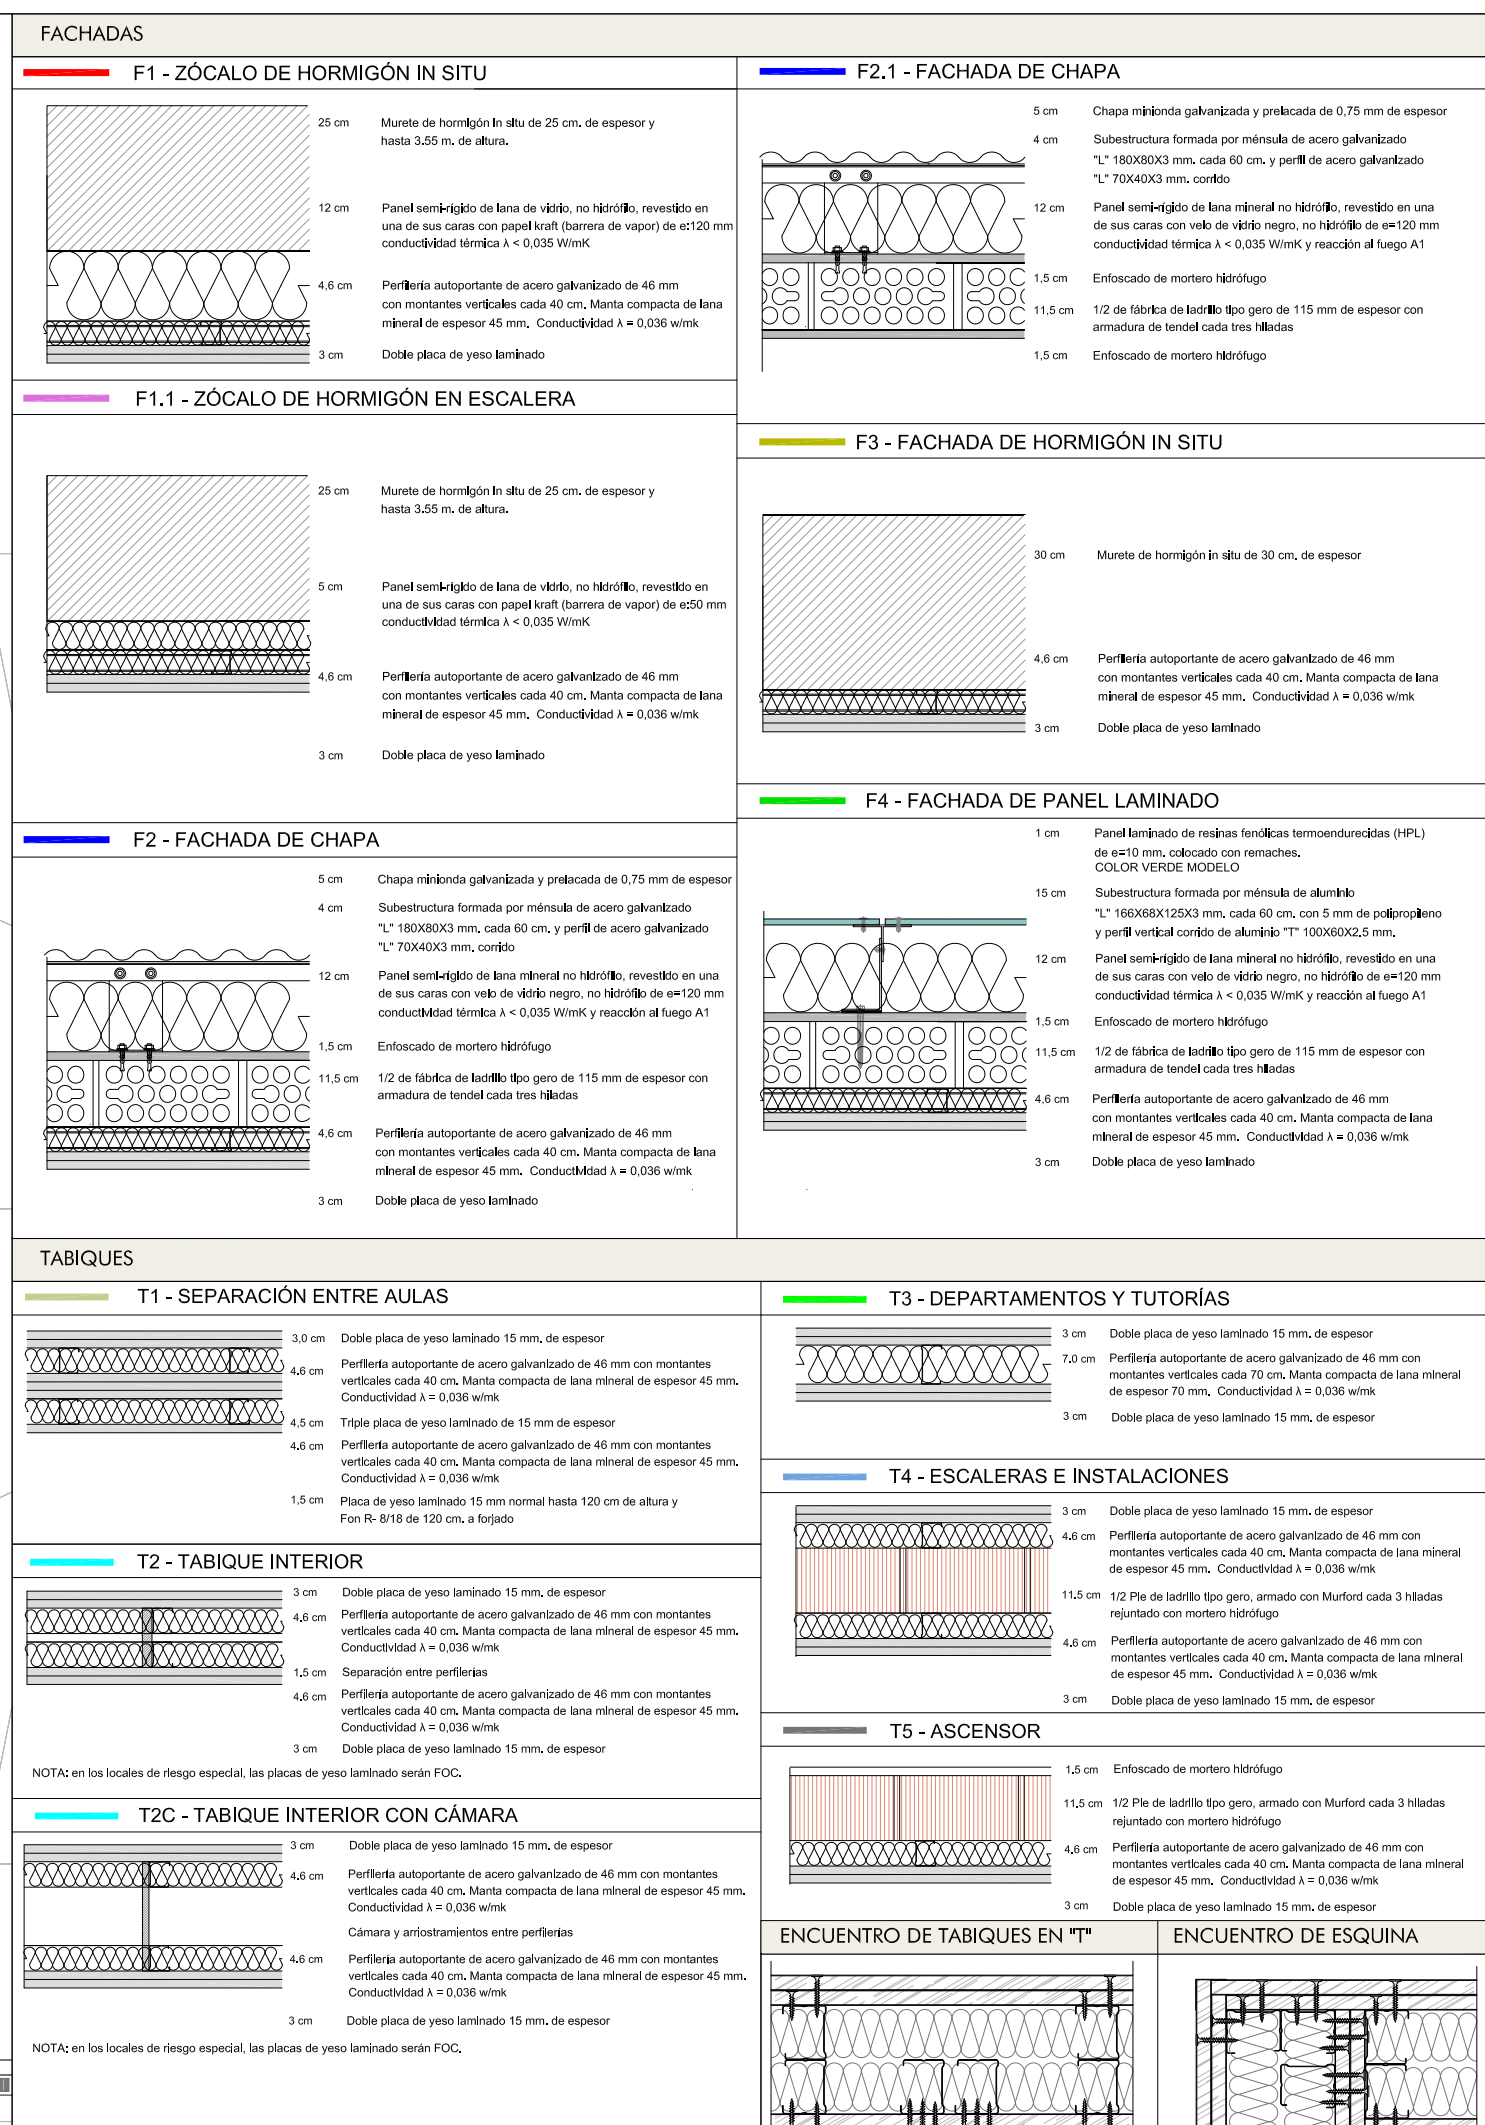 FACHADAS
F1 - ZÓCALO DE HORMIGÓN IN SITU
25 cm Murete de hormigón in situ de 25 cm. de espesor y
hasta 3.55 m. de altura.
12 cm Panel semi-rígido de lana de vidrio, no hidrófilo, revestido en
una de sus caras con papel kraft (barrera de vapor) de e:120 mm
conductividad térmica λ < 0,035 W/mK
4,6 cm Perfilería autoportante de acero galvanizado de 46 mm
con montantes verticales cada 40 cm. Manta compacta de lana
mineral de espesor 45 mm. Conductividad λ = 0,036 w/mk
3 cm Doble placa de yeso laminado
F1.1 - ZÓCALO DE HORMIGÓN EN ESCALERA
25 cm Murete de hormigón in situ de 25 cm. de espesor y
hasta 3.55 m. de altura.
5 cm Panel semi-rígido de lana de vidrio, no hidrófilo, revestido en
una de sus caras con papel kraft (barrera de vapor) de e:50 mm
conductividad térmica λ < 0,035 W/mK
4,6 cm Perfilería autoportante de acero galvanizado de 46 mm
con montantes verticales cada 40 cm. Manta compacta de lana
mineral de espesor 45 mm. Conductividad λ = 0,036 w/mk
3 cm Doble placa de yeso laminado
F2 - FACHADA DE CHAPA
5 cm Chapa minionda galvanizada y prelacada de 0,75 mm de espesor
4 cm Subestructura formada por ménsula de acero galvanizado
"L" 180X80X3 mm. cada 60 cm. y perfil de acero galvanizado
"L" 70X40X3 mm. corrido
12 cm Panel semi-rígido de lana mineral no hidrófilo, revestido en una
de sus caras con velo de vidrio negro, no hidrófilo de e=120 mm
conductividad térmica λ < 0,035 W/mK y reacción al fuego A1
1,5 cm Enfoscado de mortero hidrófugo
11,5 cm 1/2 de fábrica de ladrillo tipo gero de 115 mm de espesor con
armadura de tendel cada tres hiladas
4,6 cm Perfilería autoportante de acero galvanizado de 46 mm
con montantes verticales cada 40 cm. Manta compacta de lana
mineral de espesor 45 mm. Conductividad λ = 0,036 w/mk
3 cm Doble placa de yeso laminado
F2.1 - FACHADA DE CHAPA
5 cm Chapa minionda galvanizada y prelacada de 0,75 mm de espesor
4 cm Subestructura formada por ménsula de acero galvanizado
"L" 180X80X3 mm. cada 60 cm. y perfil de acero galvanizado
"L" 70X40X3 mm. corrido
12 cm Panel semi-rígido de lana mineral no hidrófilo, revestido en una
de sus caras con velo de vidrio negro, no hidrófilo de e=120 mm
conductividad térmica λ < 0,035 W/mK y reacción al fuego A1
1,5 cm Enfoscado de mortero hidrófugo
11,5 cm 1/2 de fábrica de ladrillo tipo gero de 115 mm de espesor con
armadura de tendel cada tres hiladas
1,5 cm Enfoscado de mortero hidrófugo
F3 - FACHADA DE HORMIGÓN IN SITU
30 cm Murete de hormigón in situ de 30 cm. de espesor
4,6 cm Perfilería autoportante de acero galvanizado de 46 mm
con montantes verticales cada 40 cm. Manta compacta de lana
mineral de espesor 45 mm. Conductividad λ = 0,036 w/mk
3 cm Doble placa de yeso laminado
F4 - FACHADA DE PANEL LAMINADO
1 cm Panel laminado de resinas fenólicas termoendurecidas (HPL)
de e=10 mm. colocado con remaches.
COLOR VERDE MODELO
15 cm Subestructura formada por ménsula de aluminio
"L" 166X68X125X3 mm. cada 60 cm. con 5 mm de polipropileno
y perfil vertical corrido de aluminio "T" 100X60X2.5 mm.
12 cm Panel semi-rígido de lana mineral no hidrófilo, revestido en una
de sus caras con velo de vidrio negro, no hidrófilo de e=120 mm
conductividad térmica λ < 0,035 W/mK y reacción al fuego A1
1,5 cm Enfoscado de mortero hidrófugo
11,5 cm 1/2 de fábrica de ladrillo tipo gero de 115 mm de espesor con
armadura de tendel cada tres hiladas
4,6 cm Perfilería autoportante de acero galvanizado de 46 mm
con montantes verticales cada 40 cm. Manta compacta de lana
mineral de espesor 45 mm. Conductividad λ = 0,036 w/mk
3 cm Doble placa de yeso laminado
TABIQUES
T1 - SEPARACIÓN ENTRE AULAS
3,0 cm Doble placa de yeso laminado 15 mm. de espesor
4.6 cm Perfilería autoportante de acero galvanizado de 46 mm con montantes
verticales cada 40 cm. Manta compacta de lana mineral de espesor 45 mm.
Conductividad λ = 0,036 w/mk
4,5 cm Triple placa de yeso laminado de 15 mm de espesor
4.6 cm Perfilería autoportante de acero galvanizado de 46 mm con montantes
verticales cada 40 cm. Manta compacta de lana mineral de espesor 45 mm.
Conductividad λ = 0,036 w/mk
1,5 cm Placa de yeso laminado 15 mm normal hasta 120 cm de altura y
Fon R- 8/18 de 120 cm. a forjado
T2 - TABIQUE INTERIOR
3 cm Doble placa de yeso laminado 15 mm. de espesor
4.6 cm Perfilería autoportante de acero galvanizado de 46 mm con montantes
verticales cada 40 cm. Manta compacta de lana mineral de espesor 45 mm.
Conductividad λ = 0,036 w/mk
1.5 cm Separación entre perfilerías
4.6 cm Perfilería autoportante de acero galvanizado de 46 mm con montantes
verticales cada 40 cm. Manta compacta de lana mineral de espesor 45 mm.
Conductividad λ = 0,036 w/mk
3 cm Doble placa de yeso laminado 15 mm. de espesor
NOTA: en los locales de riesgo especial, las placas de yeso laminado serán FOC.
T2C - TABIQUE INTERIOR CON CÁMARA
3 cm Doble placa de yeso laminado 15 mm. de espesor
4.6 cm Perfilería autoportante de acero galvanizado de 46 mm con montantes
verticales cada 40 cm. Manta compacta de lana mineral de espesor 45 mm.
Conductividad λ = 0,036 w/mk
Cámara y arriostramientos entre perfilerías
4.6 cm Perfilería autoportante de acero galvanizado de 46 mm con montantes
verticales cada 40 cm. Manta compacta de lana mineral de espesor 45 mm.
Conductividad λ = 0,036 w/mk
3 cm Doble placa de yeso laminado 15 mm. de espesor
NOTA: en los locales de riesgo especial, las placas de yeso laminado serán FOC.
T3 - DEPARTAMENTOS Y TUTORÍAS
3 cm Doble placa de yeso laminado 15 mm. de espesor
7.0 cm Perfilería autoportante de acero galvanizado de 46 mm con
montantes verticales cada 70 cm. Manta compacta de lana mineral
de espesor 70 mm. Conductividad λ = 0,036 w/mk
3 cm Doble placa de yeso laminado 15 mm. de espesor
T4 - ESCALERAS E INSTALACIONES
3 cm Doble placa de yeso laminado 15 mm. de espesor
4.6 cm Perfilería autoportante de acero galvanizado de 46 mm con
montantes verticales cada 40 cm. Manta compacta de lana mineral
de espesor 45 mm. Conductividad λ = 0,036 w/mk
11.5 cm 1/2 Pie de ladrillo tipo gero, armado con Murford cada 3 hiladas
rejuntado con mortero hidrófugo
4.6 cm Perfilería autoportante de acero galvanizado de 46 mm con
montantes verticales cada 40 cm. Manta compacta de lana mineral
de espesor 45 mm. Conductividad λ = 0,036 w/mk
3 cm Doble placa de yeso laminado 15 mm. de espesor
T5 - ASCENSOR
1.5 cm Enfoscado de mortero hidrófugo
11.5 cm 1/2 Pie de ladrillo tipo gero, armado con Murford cada 3 hiladas
rejuntado con mortero hidrófugo
4.6 cm Perfilería autoportante de acero galvanizado de 46 mm con
montantes verticales cada 40 cm. Manta compacta de lana mineral
de espesor 45 mm. Conductividad λ = 0,036 w/mk
3 cm Doble placa de yeso laminado 15 mm. de espesor
ENCUENTRO DE TABIQUES EN "T"
ENCUENTRO DE ESQUINA